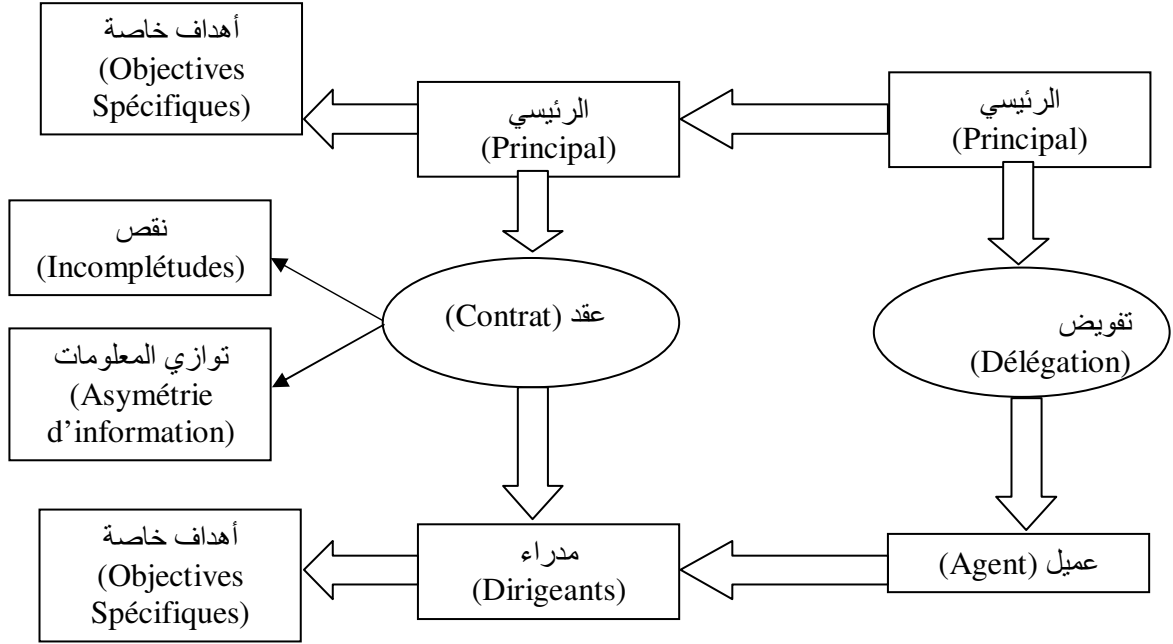 أهداف خاصة
(Objectives
Spécifiques)
الرئيسي
(Principal)
الرئيسي
(Principal)
نقص
(Incomplétudes)
عقد (Contrat)
تفويض
(Délégation)
توازي المعلومات
(Asymétrie
d’information)
أهداف خاصة
(Objectives
Spécifiques)
مدراء
(Dirigeants)
عميل (Agent)